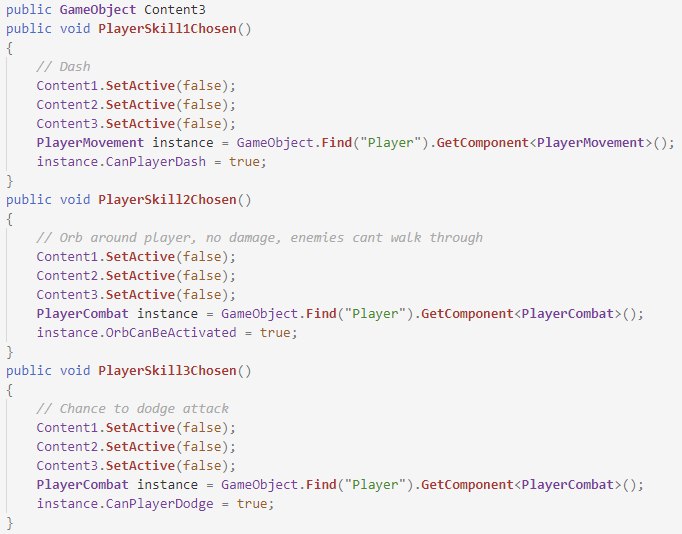 public GameObject Content3
public void PlayerSkill1Chosen()
{
    // Dash
    Content1.SetActive(false);
    Content2.SetActive(false);
    Content3.SetActive(false);
    PlayerMovement instance = GameObject.Find("Player").GetComponent<PlayerMovement>();
    instance.CanPlayerDash = true;
}
public void PlayerSkill2Chosen()
{
    // Orb around player, no damage, enemies cant walk through
    Content1.SetActive(false);
    Content2.SetActive(false);
    Content3.SetActive(false);
    PlayerCombat instance = GameObject.Find("Player").GetComponent<PlayerCombat>();
    instance.OrbCanBeActivated = true;
}
public void PlayerSkill3Chosen()
{
    // Chance to dodge attack
    Content1.SetActive(false);
    Content2.SetActive(false);
    Content3.SetActive(false);
    PlayerCombat instance = GameObject.Find("Player").GetComponent<PlayerCombat>();
    instance.CanPlayerDodge = true;
}